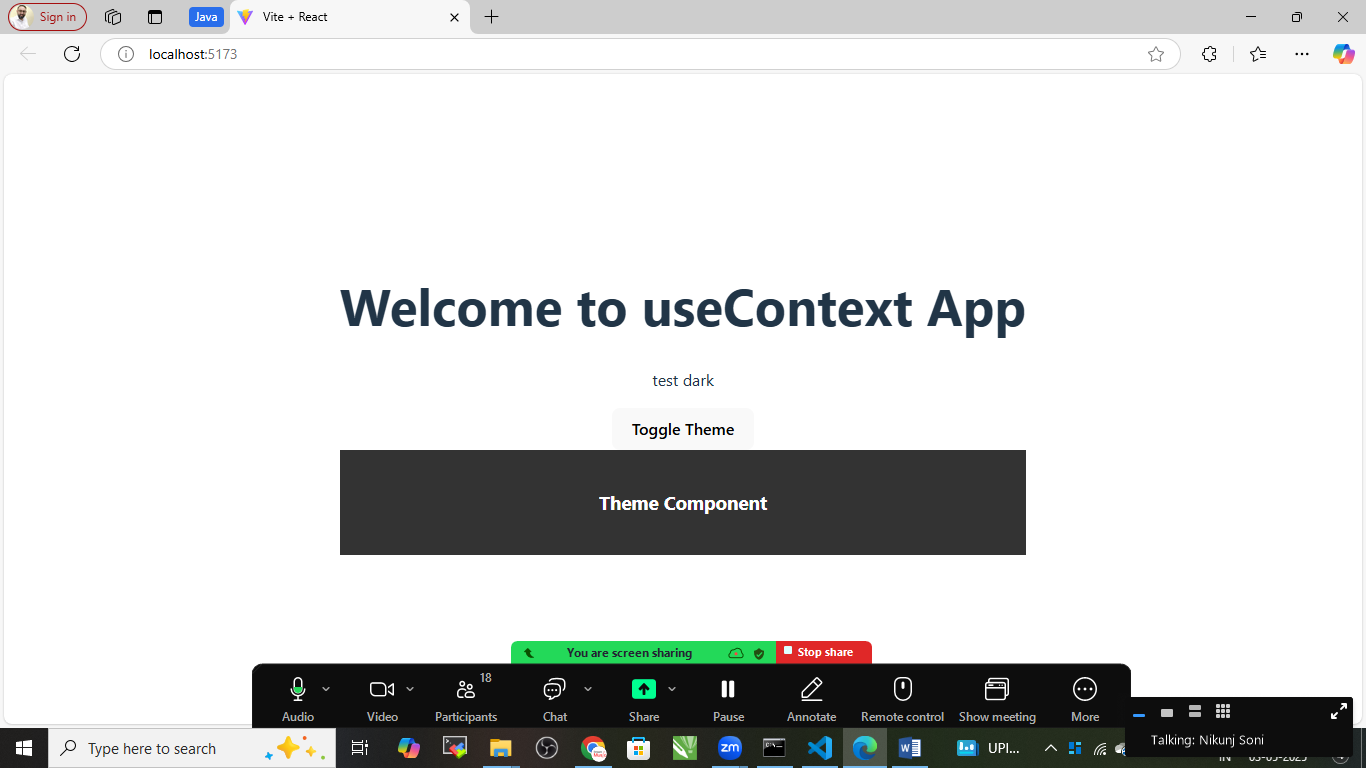 Sign in
Java
Vite + React
localhost:5173
Welcome to useContext App
test dark
Toggle Theme
Theme Component
You are screen sharing
Stop share
18
Audio
Video
Participants
Chat
Share
Pause
Annotate
Remote control
Show meeting
More
Talking: Nikunj Soni
Type here to search
zm
UPI...